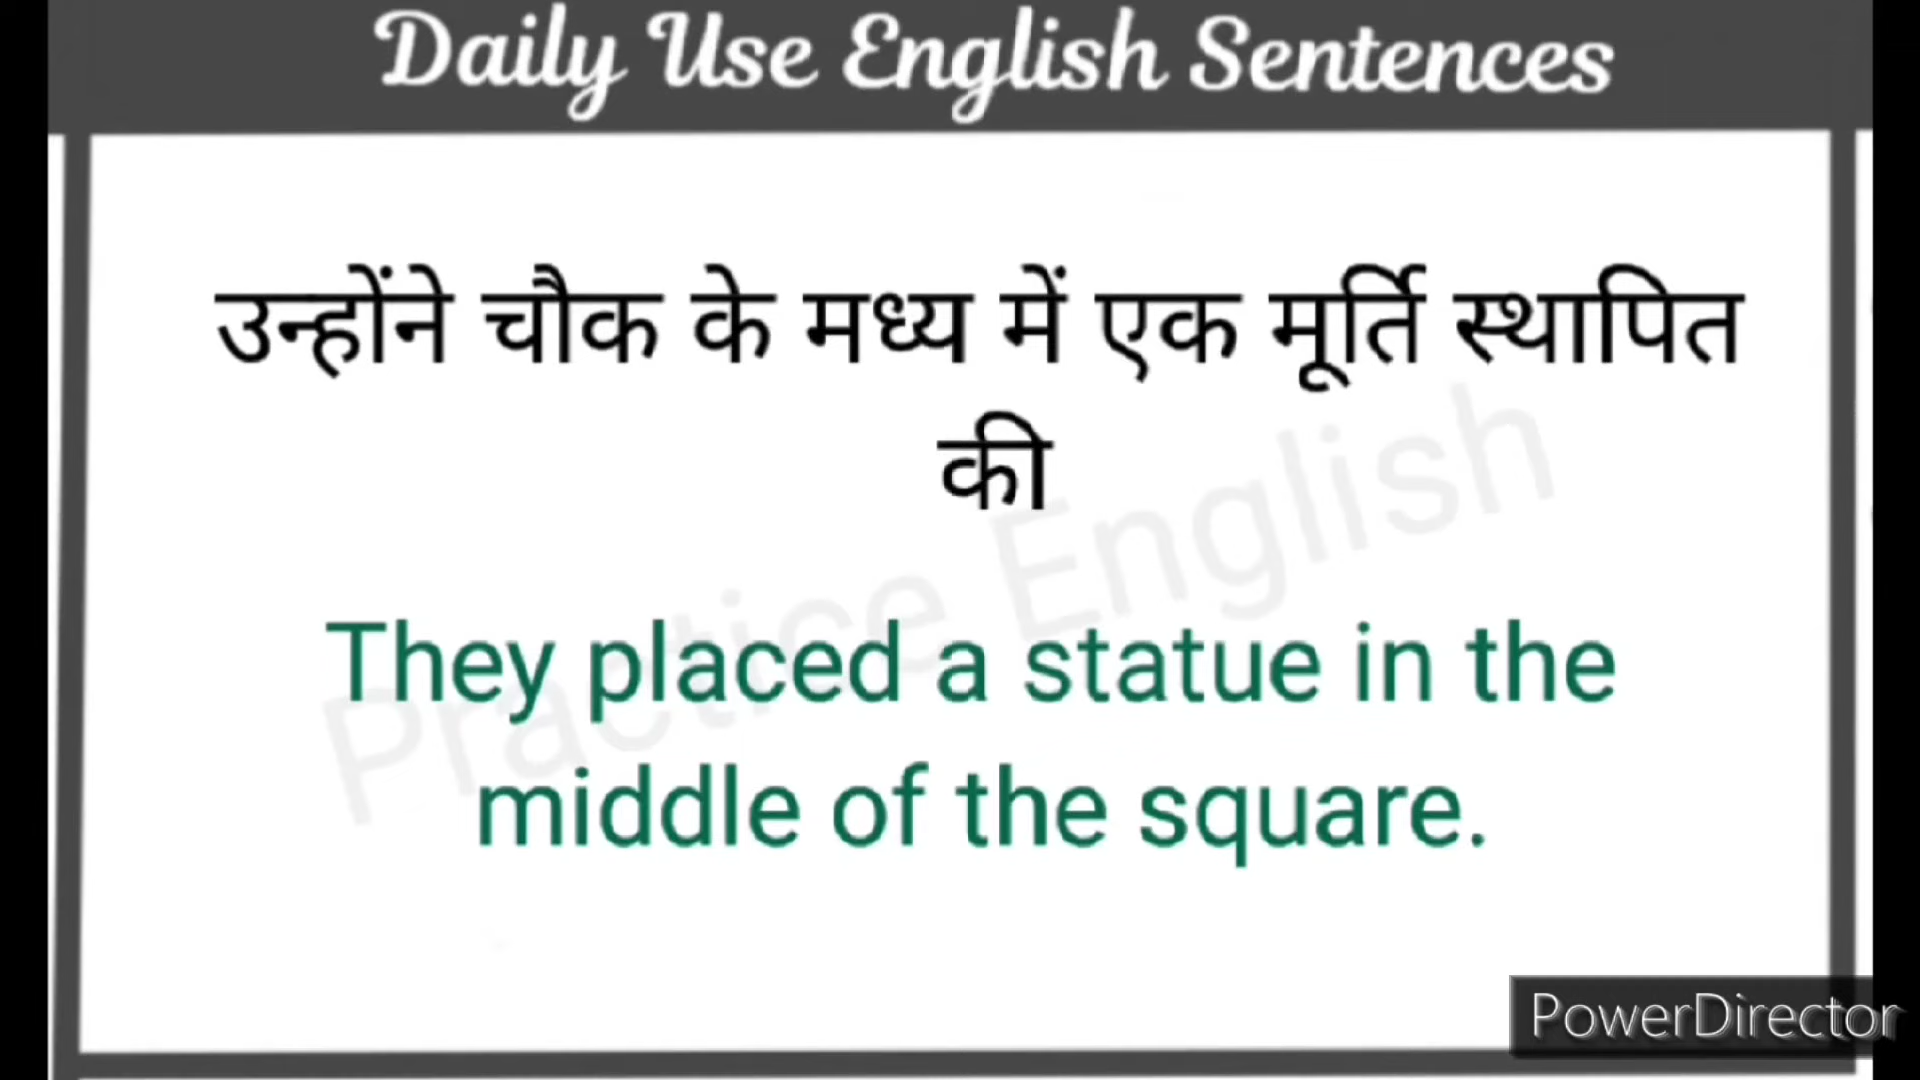 Daily Use English Sentences
उन्होंने चौक के मध्य में एक मूर्ति स्थापित
की
Practice English
They placed a statue in the
middle of the square.
PowerDirector